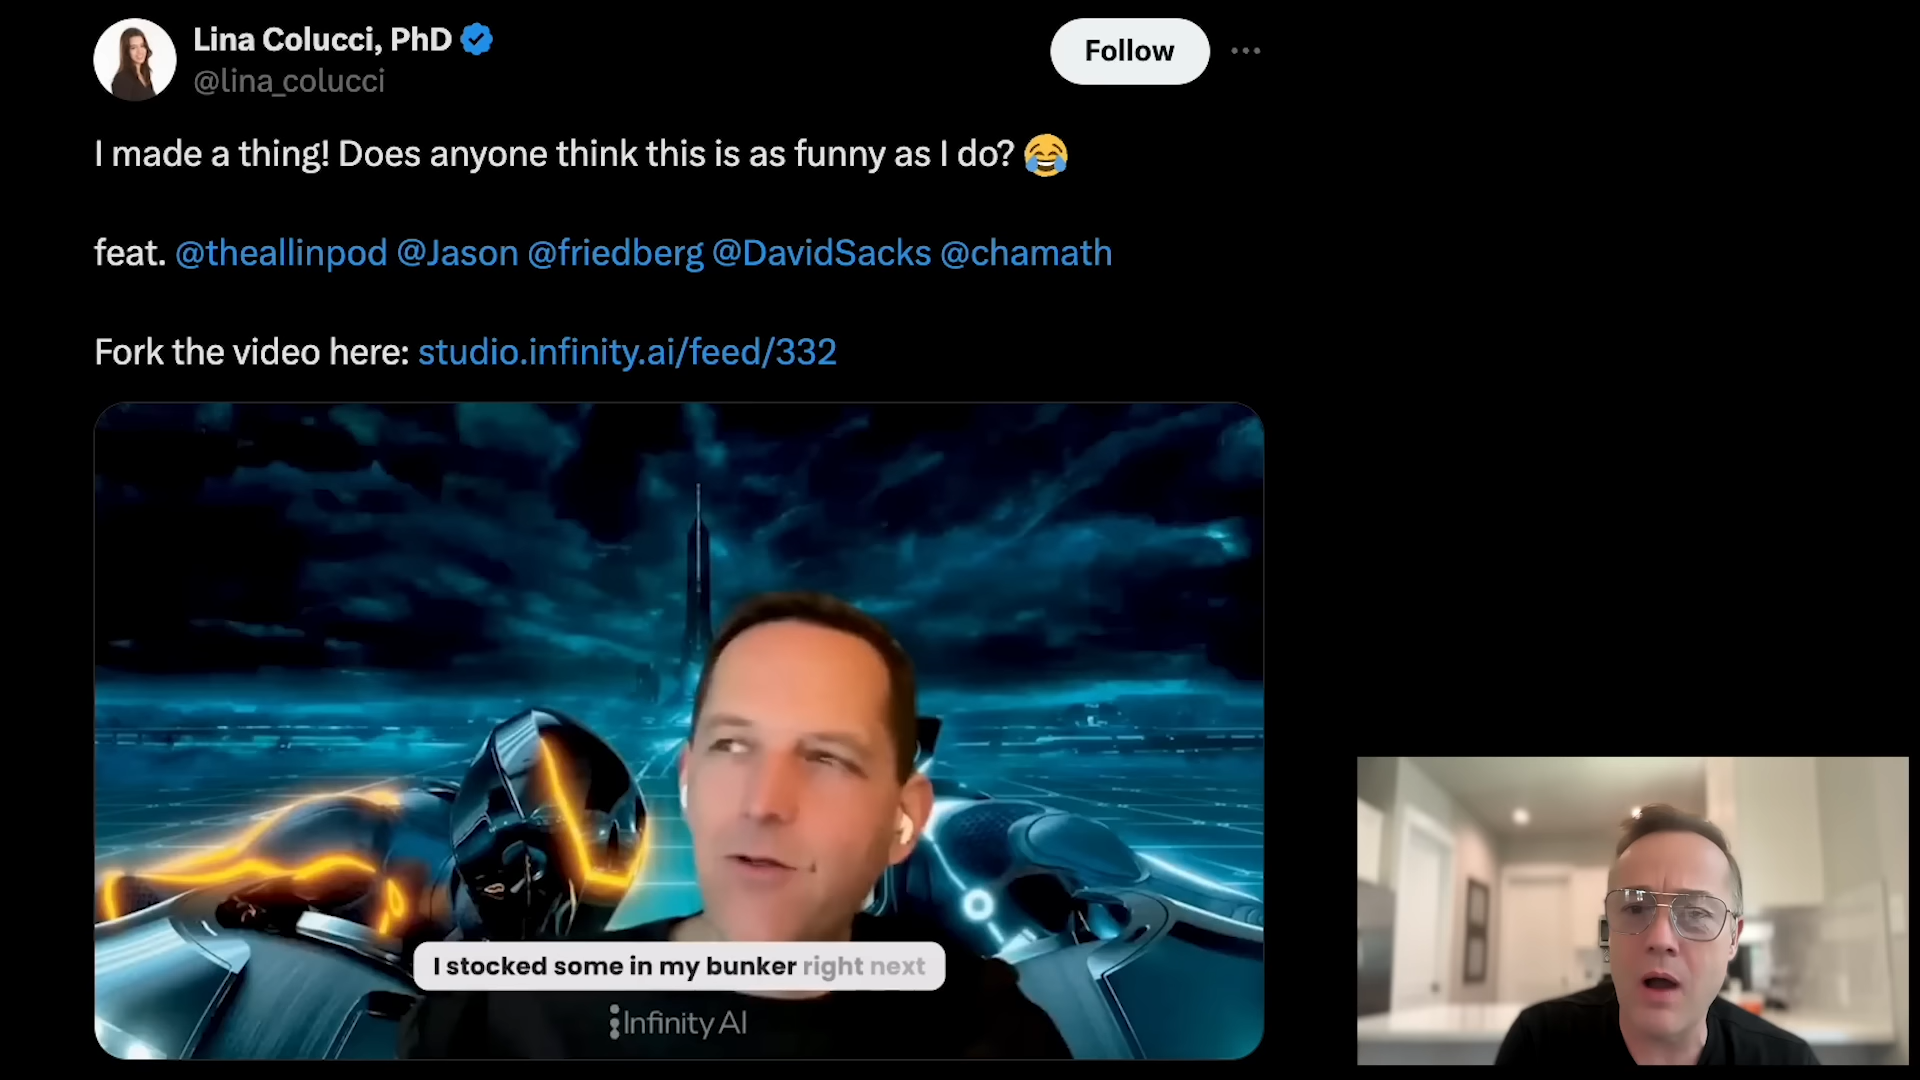 Lina Colucci, PhD
@lina_colucci
Follow
I made a thing! Does anyone think this is as funny as I do? 😂
feat. @theallinpod @Jason @friedberg @DavidSacks @chamath
Fork the video here: studio.infinity.ai/feed/332
I stocked some in my bunker right next
Infinity AI